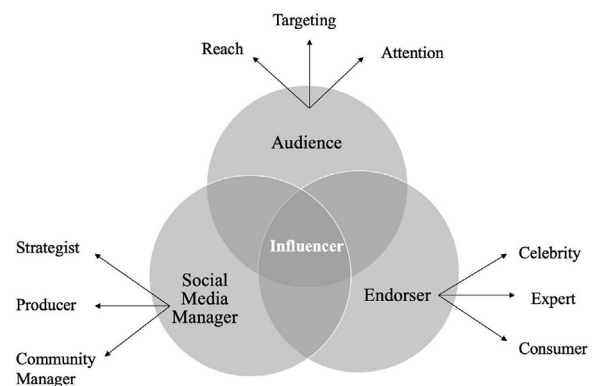 Targeting
Reach
Attention
Audience
Influencer
Strategist
Producer
Community
Manager
Social
Media
Manager
Endorser
Celebrity
Expert
Consumer